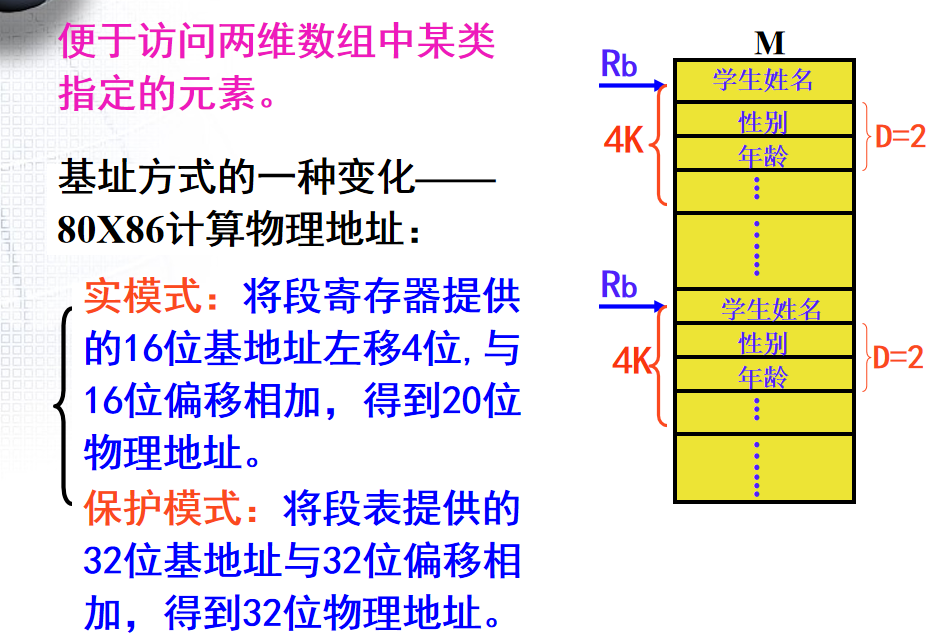 便于访问两维数组中某类
指定的元素。
基址方式的一种变化——
80X86计算物理地址：
实模式：将段寄存器提供
的16位基地址左移4位,与
16位偏移相加，得到20位
物理地址。
保护模式：将段表提供的
32位基地址与32位偏移相
加，得到32位物理地址。
M
Rb
学生姓名
4K
性别
D=2
年龄
Rb
学生姓名
4K
性别
D=2
年龄